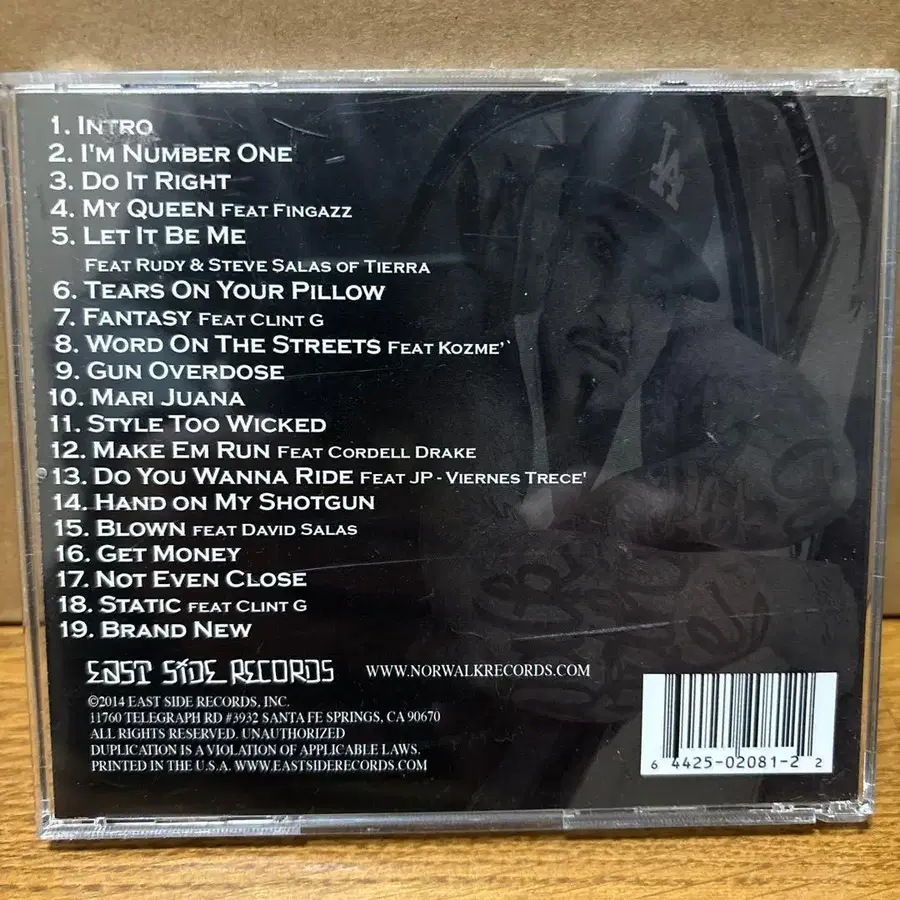 1. Intro
2. I'm Number One
3. Do It Right
4. My Queen Feat Fingazz
5. Let It Be Me
Feat Rudy & Steve Salas of Tierra
6. Tears On Your Pillow
7. Fantasy Feat Clint G
8. Word On The Streets Feat Kozme'`
9. Gun Overdose
10. Mari Juana
11. Style Too Wicked
12. Make Em Run Feat Cordell Drake
13. Do You Wanna Ride Feat JP - Viernes Trece'
14. Hand on My Shotgun
15. Blown feat David Salas
16. Get Money
17. Not Even Close
18. Static feat Clint G
19. Brand New
LA
EAST SIDE RECORDS WWW.NORWALKRECORDS.COM
©2014 EAST SIDE RECORDS, INC.
11760 TELEGRAPH RD #3932 SANTA FE SPRINGS, CA 90670
ALL RIGHTS RESERVED. UNAUTHORIZED
DUPLICATION IS A VIOLATION OF APPLICABLE LAWS.
PRINTED IN THE U.S.A. WWW.EASTSIDERECORDS.COM
6 4425-02081-2 2